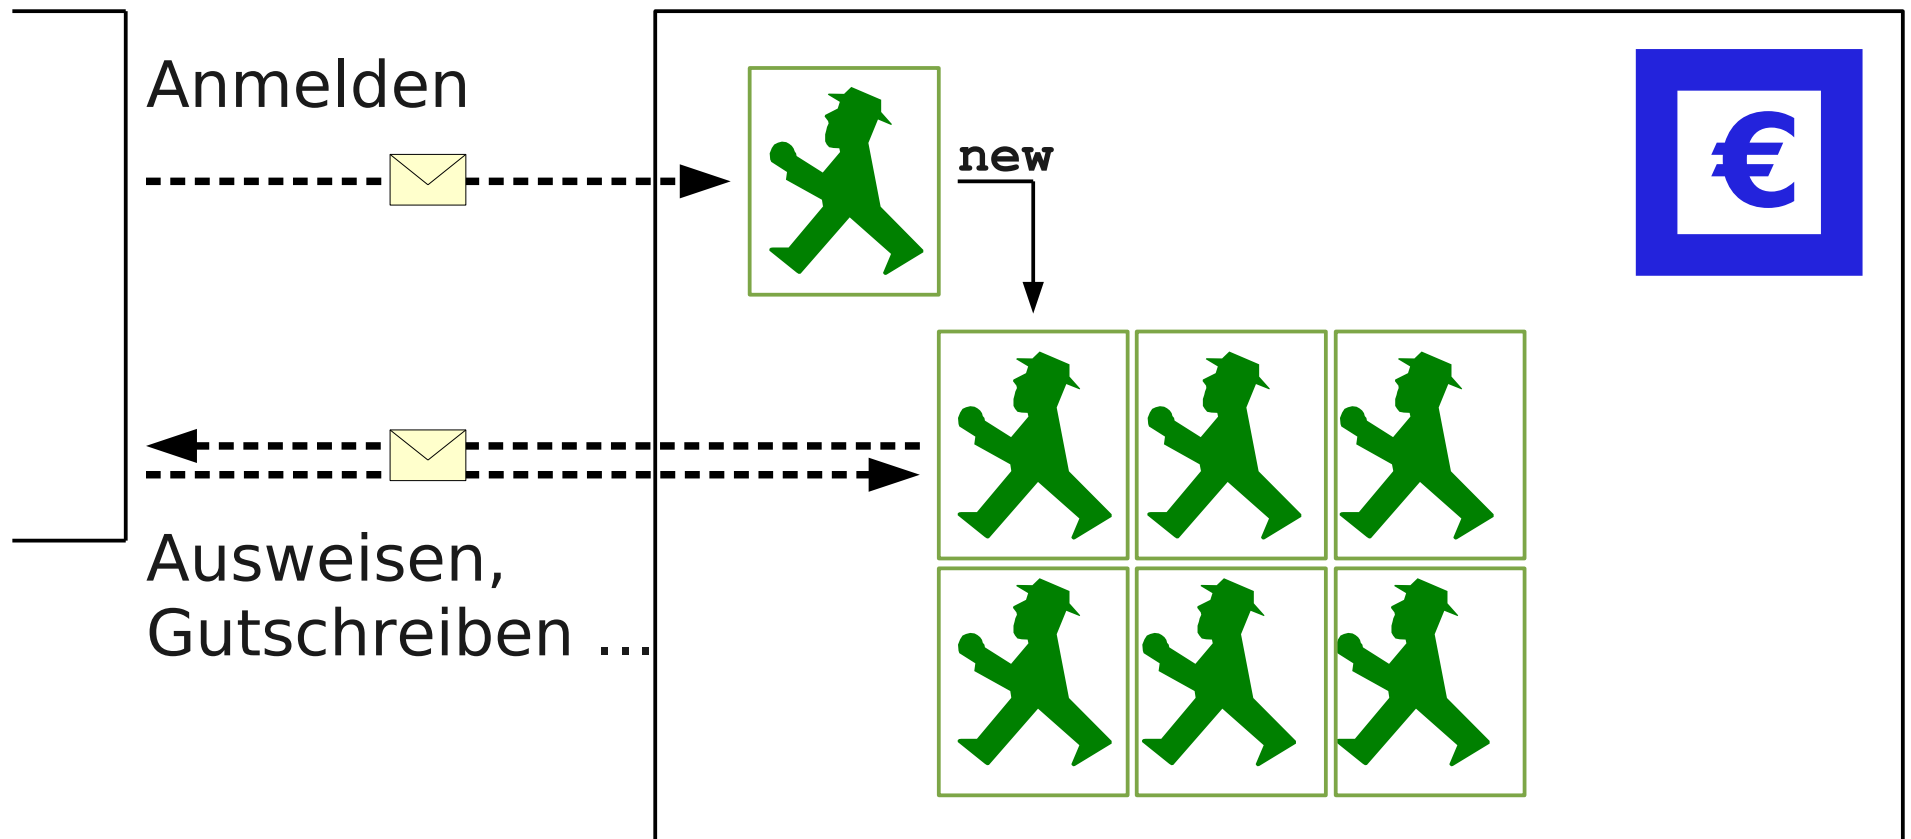 Anmelden
new
€
Ausweisen,
Gutschreiben ...